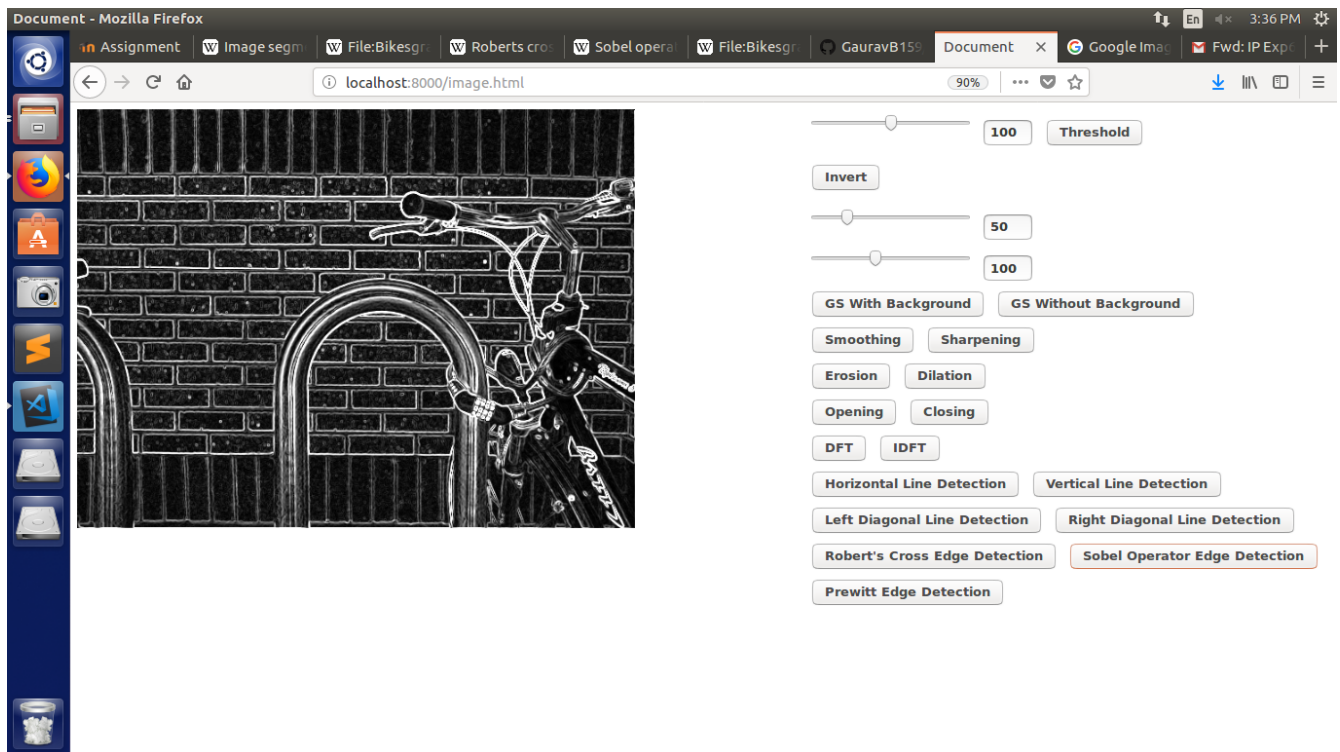 Document - Mozilla Firefox
En 3:36 PM
Assignment Image segm File:Bikesgra Roberts cros Sobel operat File:Bikesgra GauravB159 Document Google Imag Fwd: IP Expe
localhost:8000/image.html 90%
100 Threshold
Invert
50
100
GS With Background GS Without Background
Smoothing Sharpening
Erosion Dilation
Opening Closing
DFT IDFT
Horizontal Line Detection Vertical Line Detection
Left Diagonal Line Detection Right Diagonal Line Detection
Robert's Cross Edge Detection Sobel Operator Edge Detection
Prewitt Edge Detection